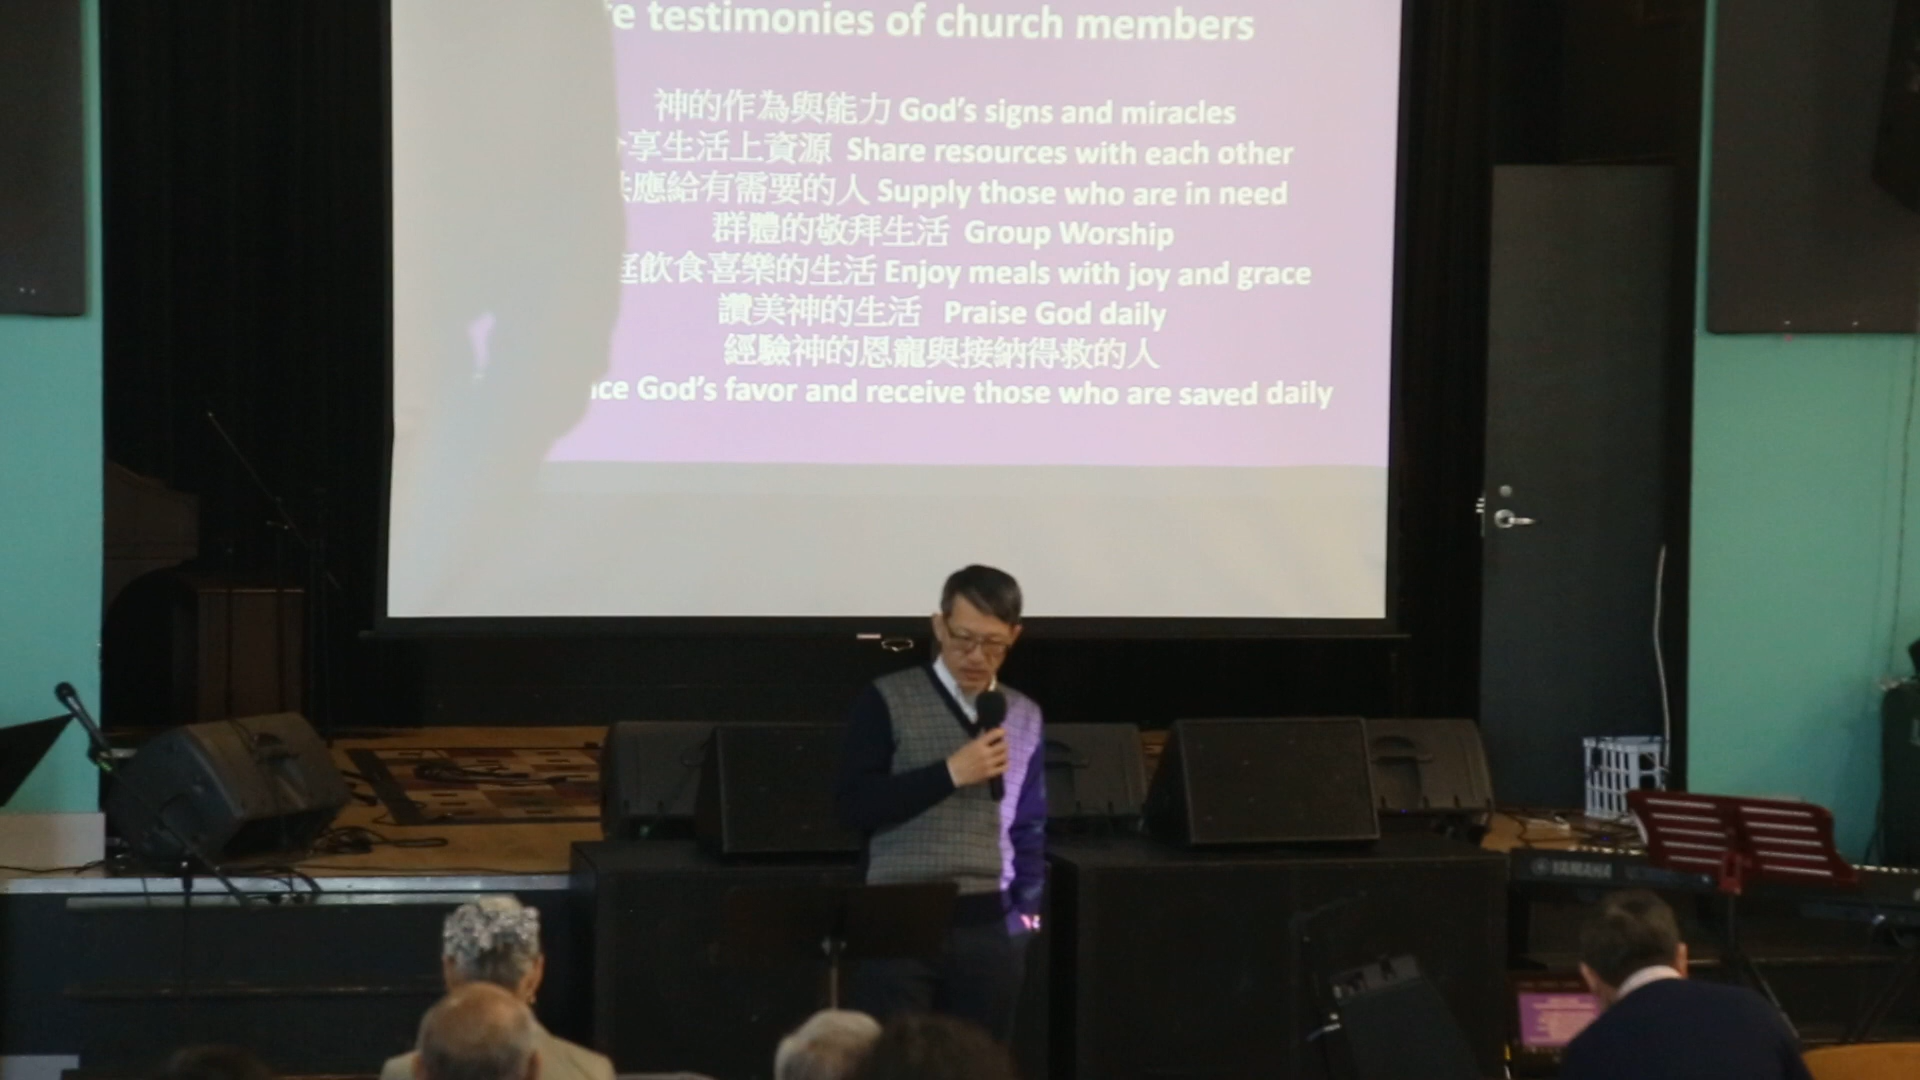 testimonies of church members
神的作為與能力 God's signs and miracles
享生活上資源 Share resources with each other
應給有需要的人 Supply those who are in need
群體的敬拜生活 Group Worship
飲食喜樂的生活 Enjoy meals with joy and grace
讚美神的生活 Praise God daily
經驗神的恩寵與接納得救的人
God's favor and receive those who are saved daily
YAMAHA